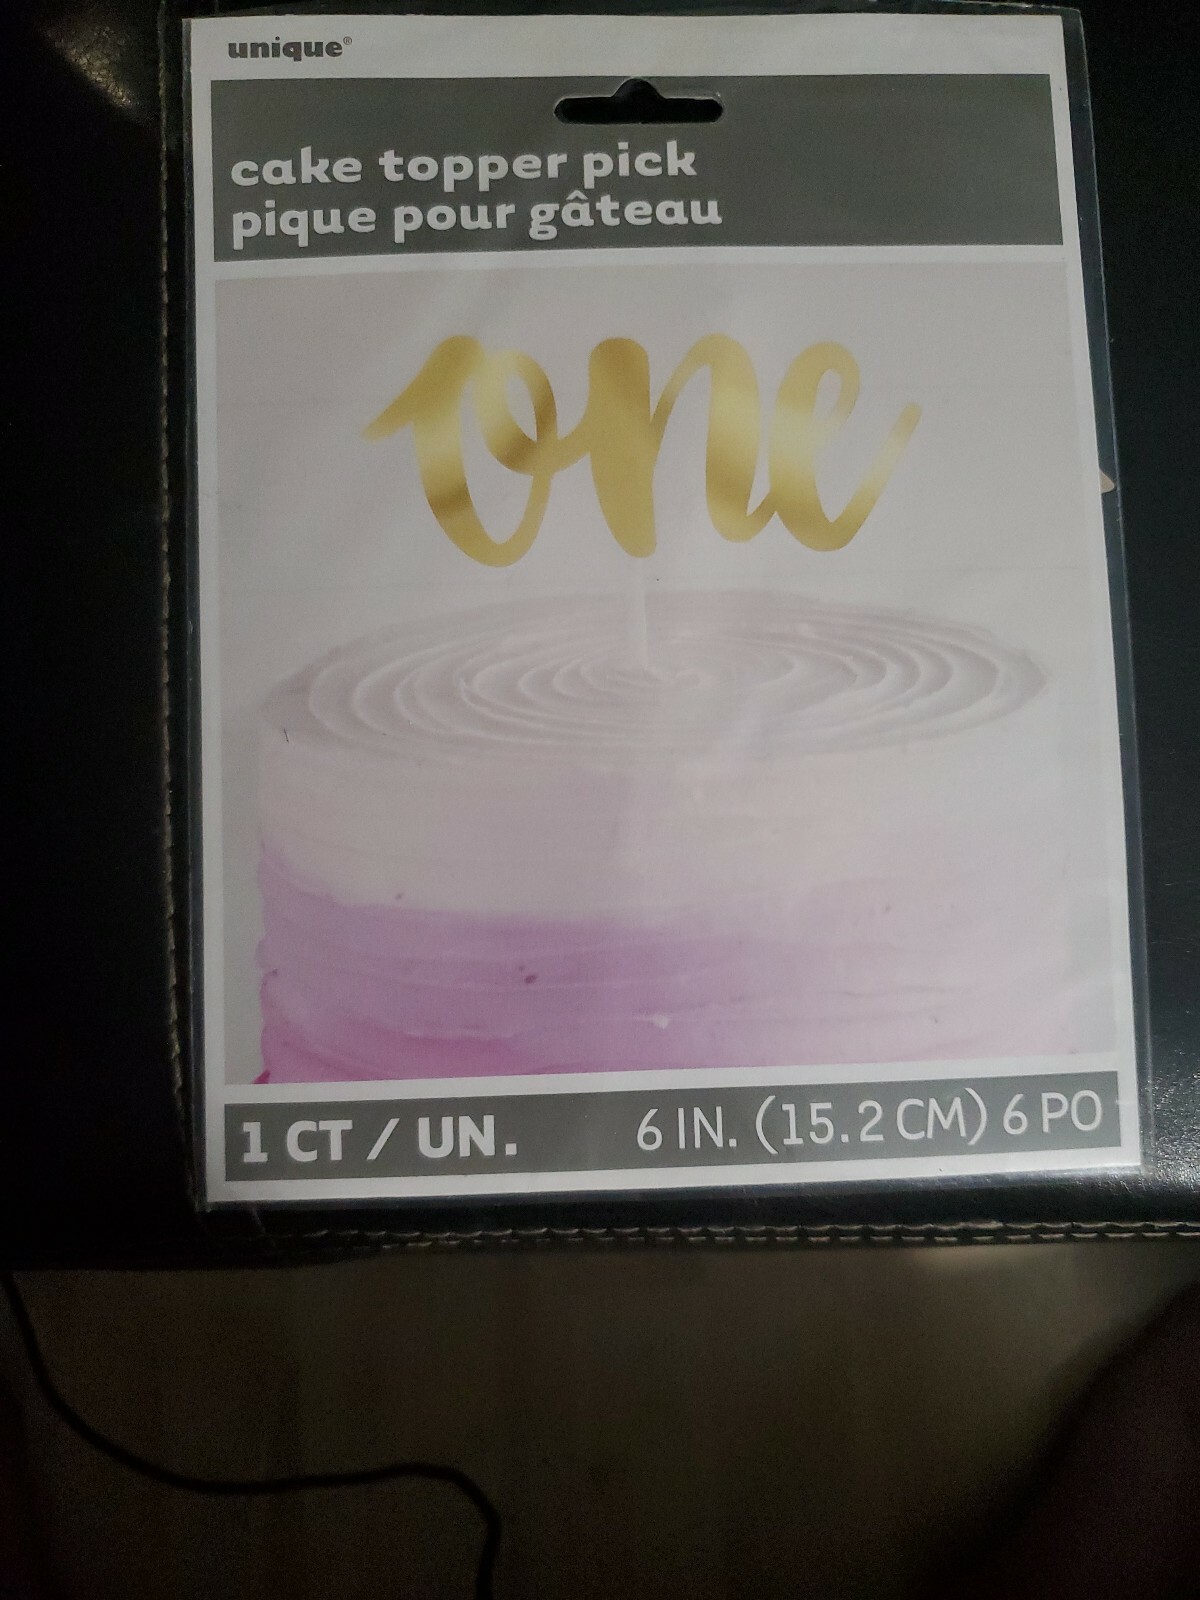 unique®
cake topper pick
pique pour gâteau
one
1 CT / UN. 6 IN. (15.2 CM) 6 PO